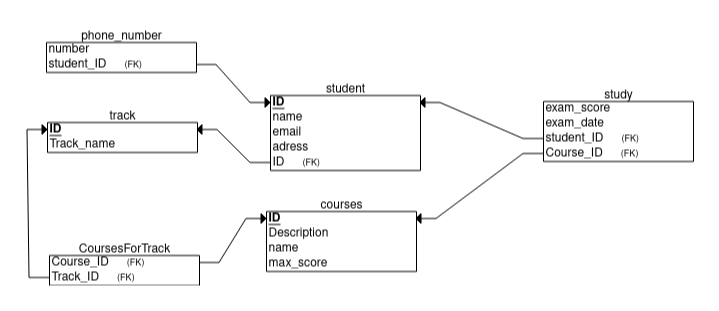 phone_number
number
student_ID (FK)
student
ID
name
email
adress
ID (FK)
track
ID
Track_name
study
exam_score
exam_date
student_ID (FK)
Course_ID (FK)
courses
ID
Description
name
max_score
CoursesForTrack
Course_ID (FK)
Track_ID (FK)